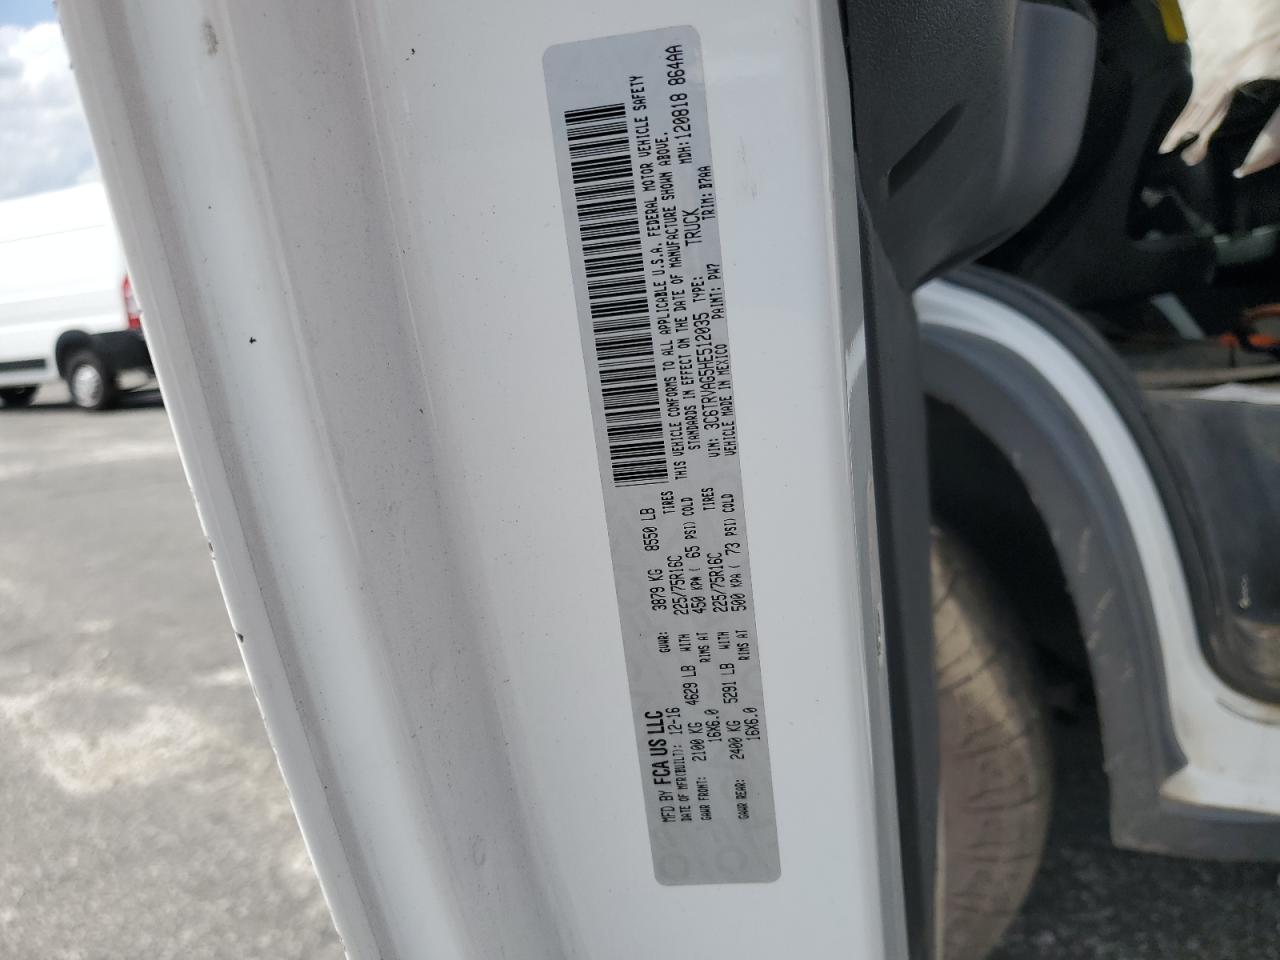 MFD BY FCA US LLC
DATE OF MFR(BUILT): 12-16 GVWR: 3879 KG 8550 LB
GAWR FRONT: 2100 KG 4629 LB WITH 225/75R16C TIRES
16X6.0 RIMS AT 450 KPA ( 65 PSI) COLD
GAWR REAR: 2400 KG 5291 LB WITH 225/75R16C TIRES
16X6.0 RIMS AT 500 KPA ( 73 PSI) COLD
THIS VEHICLE CONFORMS TO ALL APPLICABLE U.S.A. FEDERAL MOTOR VEHICLE SAFETY
STANDARDS IN EFFECT ON THE DATE OF MANUFACTURE SHOWN ABOVE.
VIN: 3C6TRVAG5HE512035 TYPE: TRUCK MDH:120818 864AA
VEHICLE MADE IN MEXICO PAINT: PW7 TRIM: B7AA